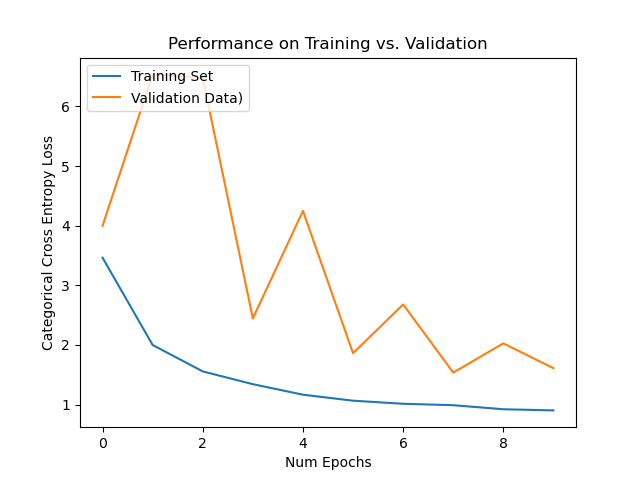 Performance on Training vs. Validation
Training Set
Validation Data)
Categorical Cross Entropy Loss
6
5
4
3
2
1
0
2
4
6
8
Num Epochs